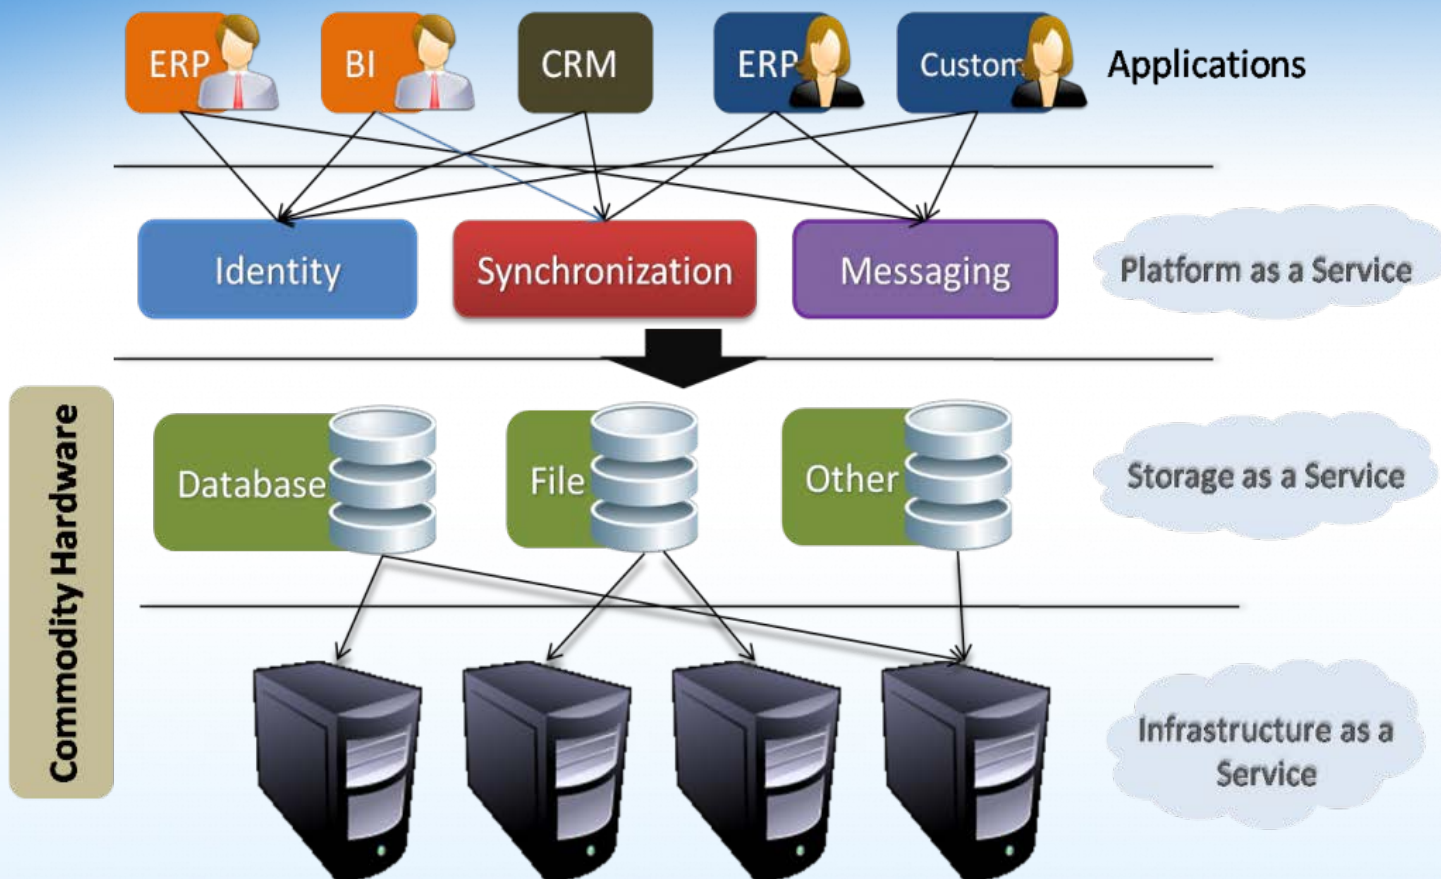 ERP
BI
CRM
ERP
Custom
Applications
Identity
Synchronization
Messaging
Platform as a Service
Commodity Hardware
Database
File
Other
Storage as a Service
Infrastructure as a
Service